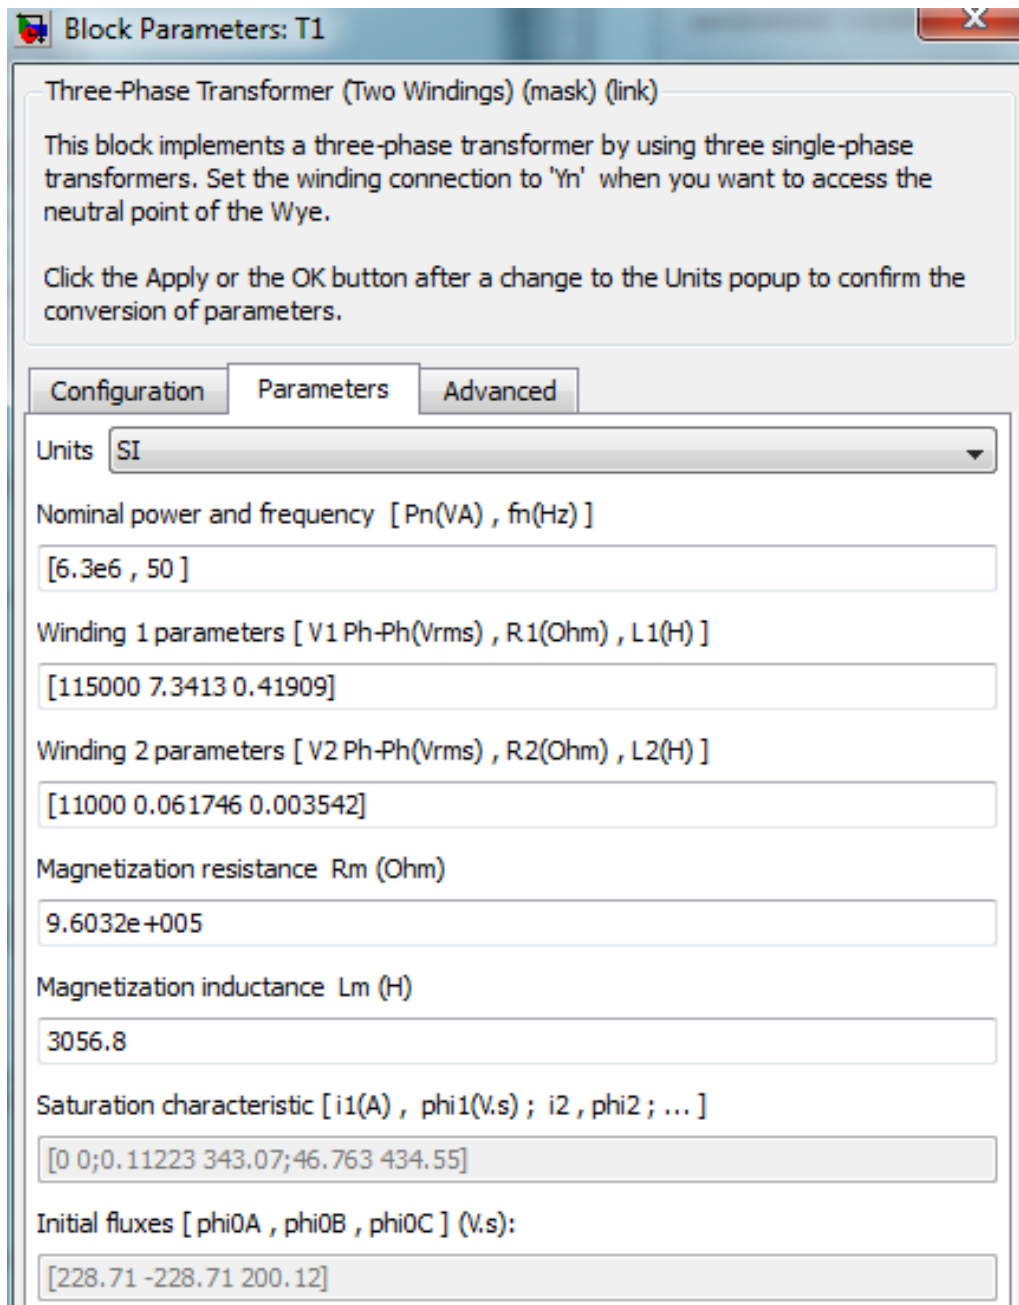 Block Parameters: T1
X
Three-Phase Transformer (Two Windings) (mask) (link)
This block implements a three-phase transformer by using three single-phase
transformers. Set the winding connection to 'Yn' when you want to access the
neutral point of the Wye.
Click the Apply or the OK button after a change to the Units popup to confirm the
conversion of parameters.
Configuration Parameters Advanced
Units SI
Nominal power and frequency [ Pn(VA) , fn(Hz) ]
[6.3e6 , 50 ]
Winding 1 parameters [ V1 Ph-Ph(Vrms) , R1(Ohm) , L1(H) ]
[115000 7.3413 0.41909]
Winding 2 parameters [ V2 Ph-Ph(Vrms) , R2(Ohm) , L2(H) ]
[11000 0.061746 0.003542]
Magnetization resistance Rm (Ohm)
9.6032e+005
Magnetization inductance Lm (H)
3056.8
Saturation characteristic [ i1(A) , phi1(V.s) ; i2 , phi2 ; ... ]
[0 0;0.11223 343.07;46.763 434.55]
Initial fluxes [ phi0A , phi0B , phi0C ] (V.s):
[228.71 -228.71 200.12]